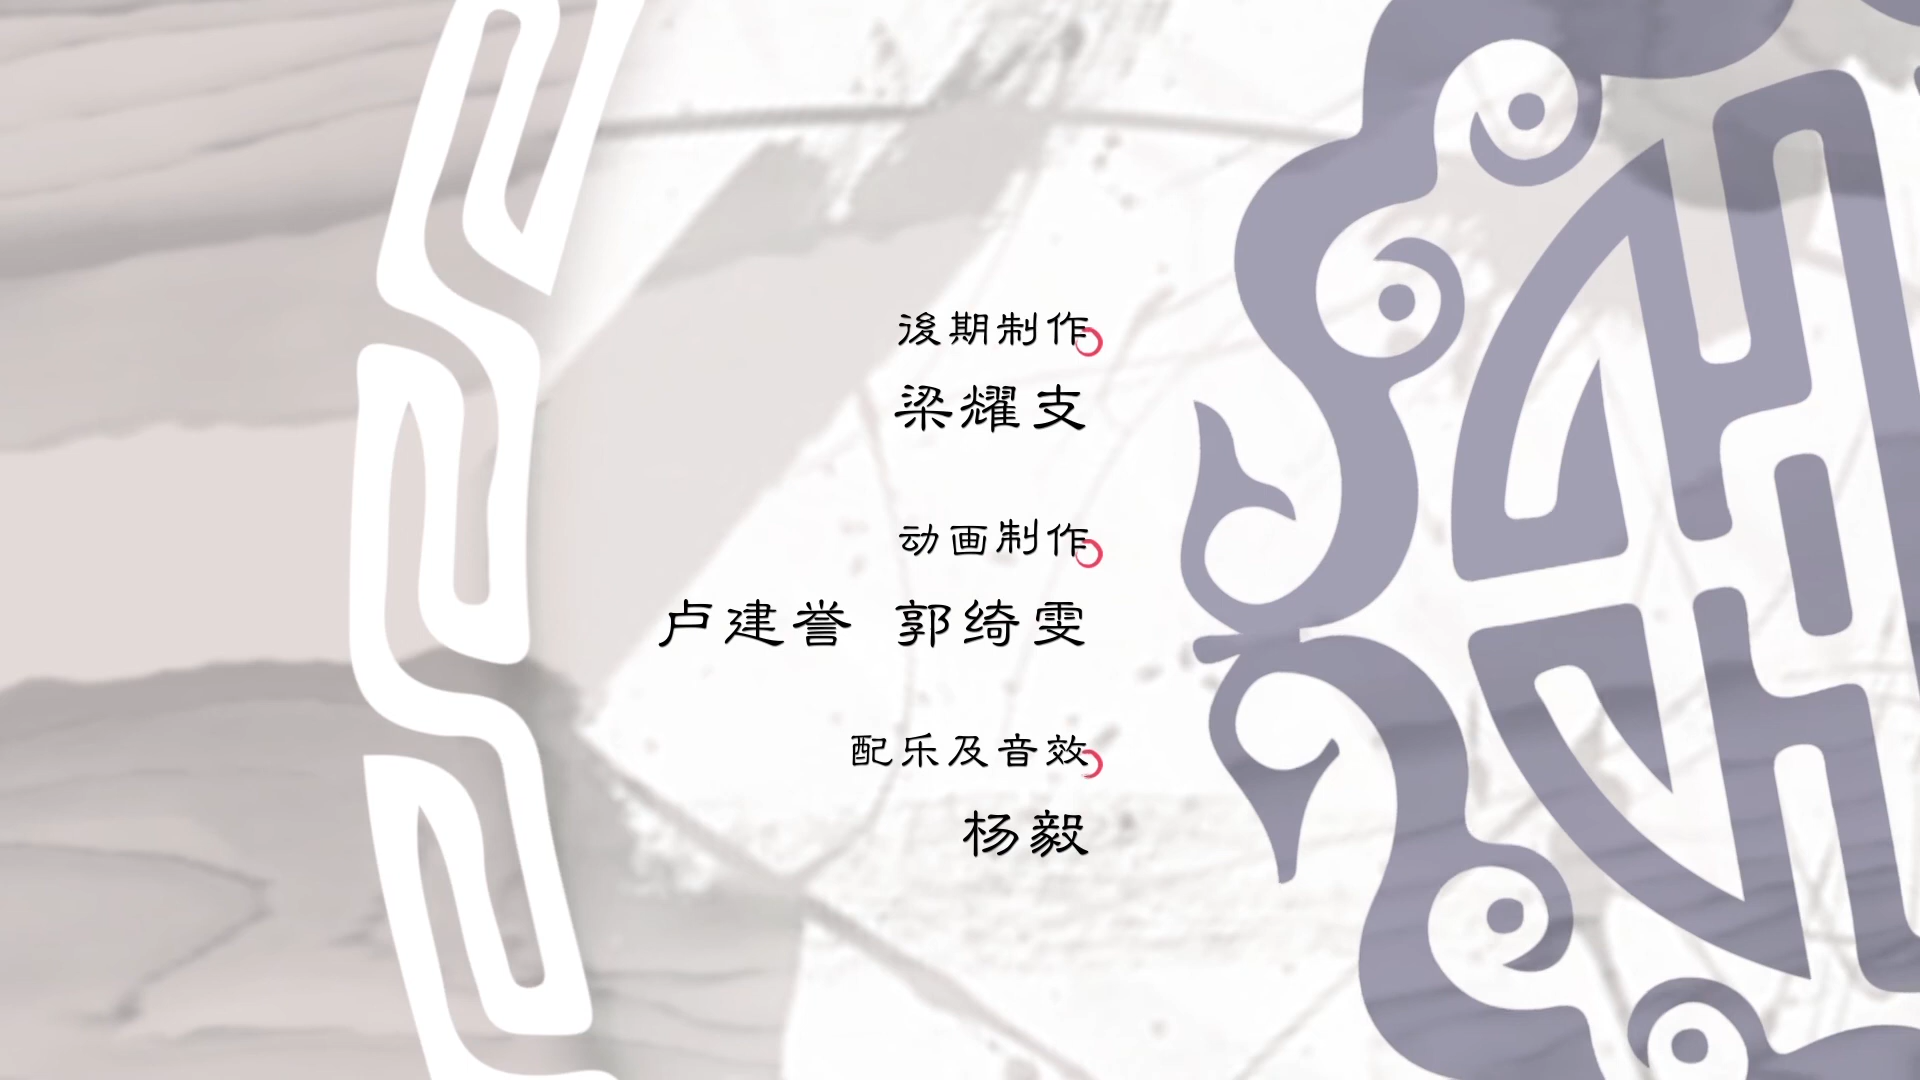 後期制作
梁耀支
动画制作
卢建誉 郭绮雯
配乐及音效
杨毅